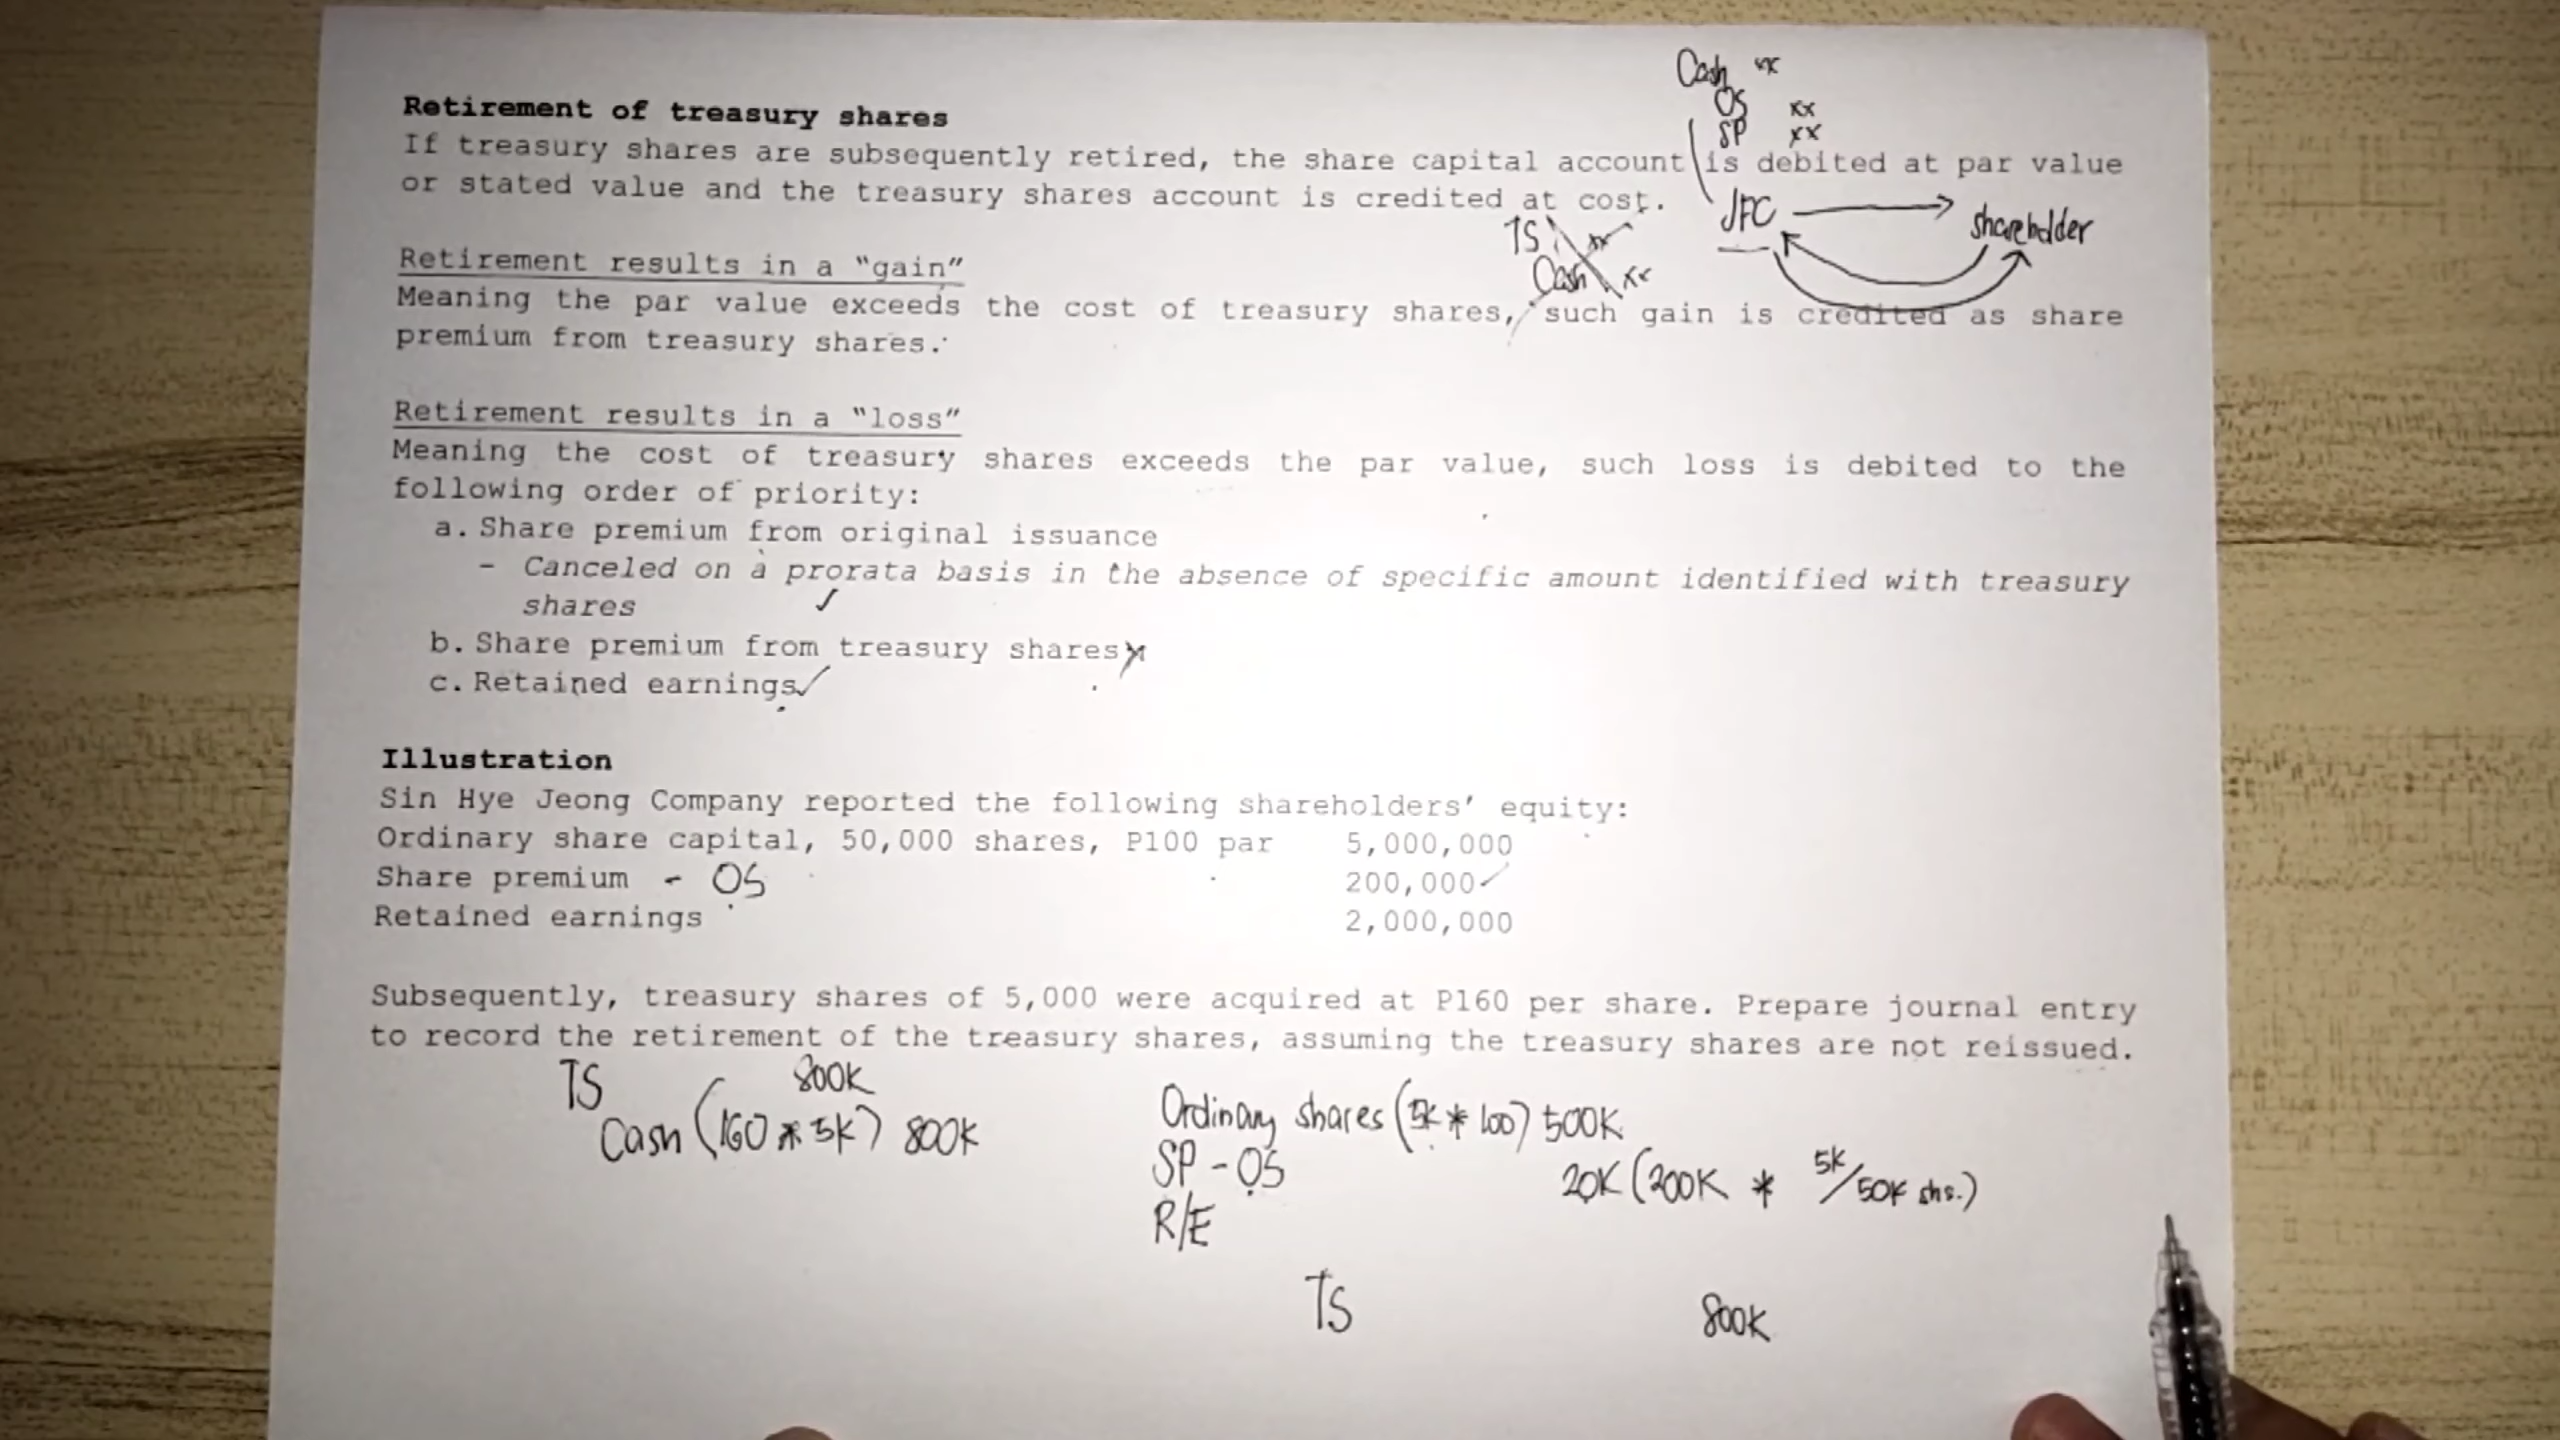 Cash xx
OS xx
SP xx
Retirement of treasury shares
If treasury shares are subsequently retired, the share capital account is debited at par value
or stated value and the treasury shares account is credited at cost.
JFC shareholder
TS xx
Cash xx
Retirement results in a “gain”
Meaning the par value exceeds the cost of treasury shares, such gain is credited as share
premium from treasury shares.
Retirement results in a “loss”
Meaning the cost of treasury shares exceeds the par value, such loss is debited to the
following order of priority:
a. Share premium from original issuance
- Canceled on a prorata basis in the absence of specific amount identified with treasury
shares
b. Share premium from treasury shares
c. Retained earnings
Illustration
Sin Hye Jeong Company reported the following shareholders’ equity:
Ordinary share capital, 50,000 shares, P100 par 5,000,000
Share premium - OS 200,000
Retained earnings 2,000,000
Subsequently, treasury shares of 5,000 were acquired at P160 per share. Prepare journal entry
to record the retirement of the treasury shares, assuming the treasury shares are not reissued.
TS 800K
Cash (160 * 5K) 800K
Ordinary shares (5K * 100) 500K
SP - OS 20K (200K * 5K/50K shs.)
R/E
TS 800K